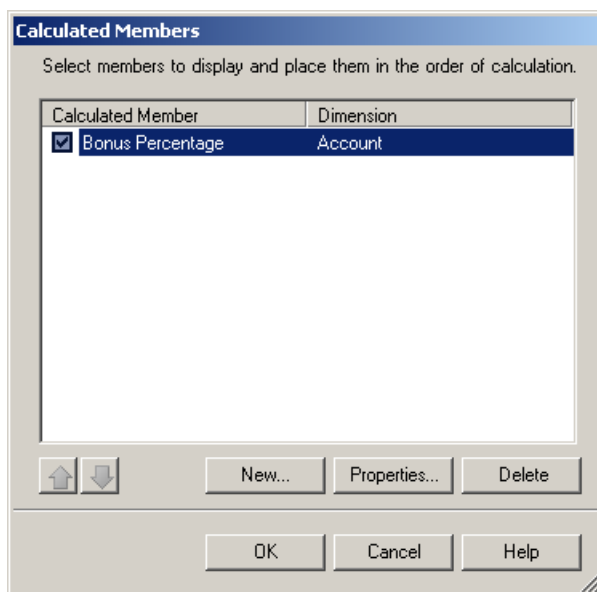 Calculated Members
Select members to display and place them in the order of calculation.
Calculated Member Dimension
Bonus Percentage Account
New... Properties... Delete
OK Cancel Help